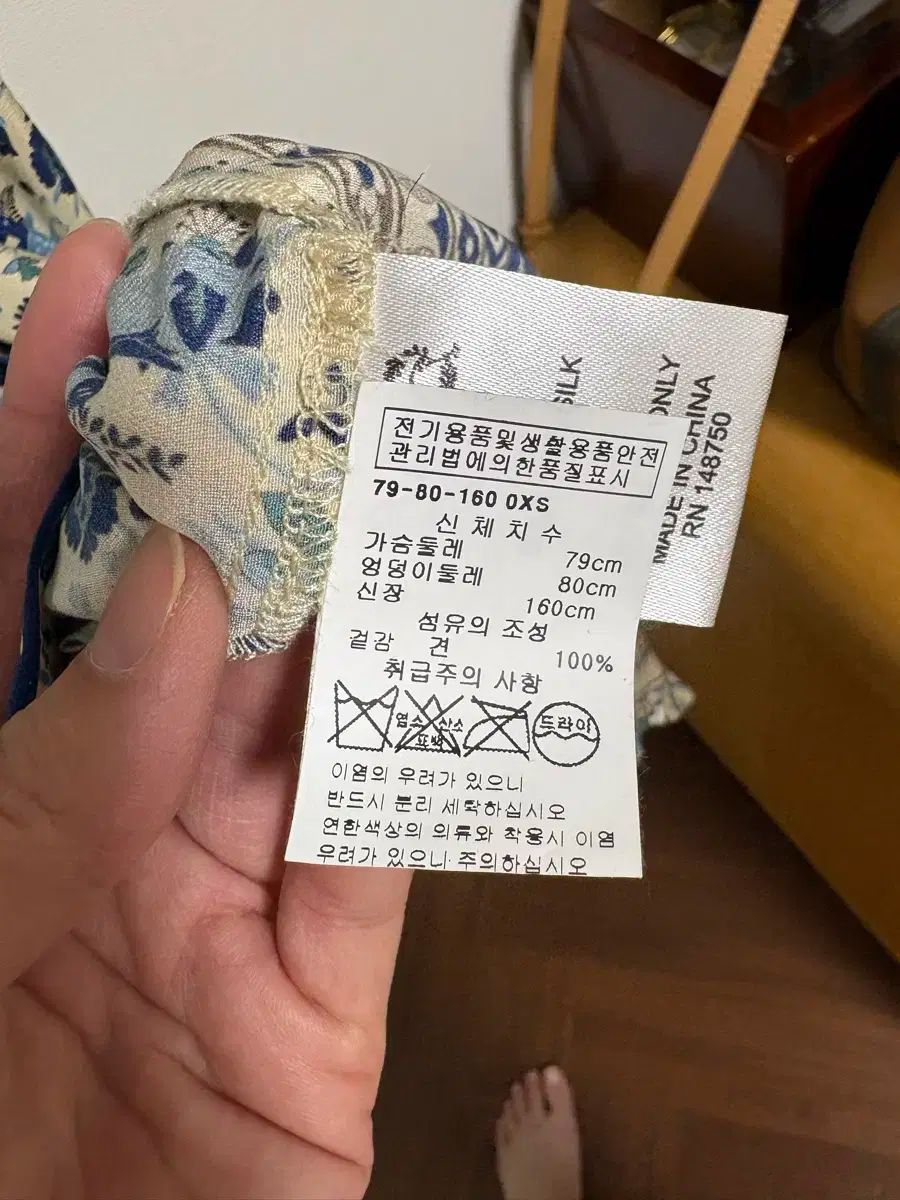 전기용품및생활용품안전
관리법에의한품질표시
79-80-160 0XS
신 체 치 수
가슴둘레 79cm
엉덩이둘레 80cm
신장 160cm
섬유의 조성
겉감 견 100%
취급주의 사항
염소 산소
표백
드라이
이염의 우려가 있으니
반드시 분리 세탁하십시오
연한색상의 의류와 착용시 이염
우려가 있으니 주의하십시오
SILK
ONLY
MADE IN CHINA
RN 148750